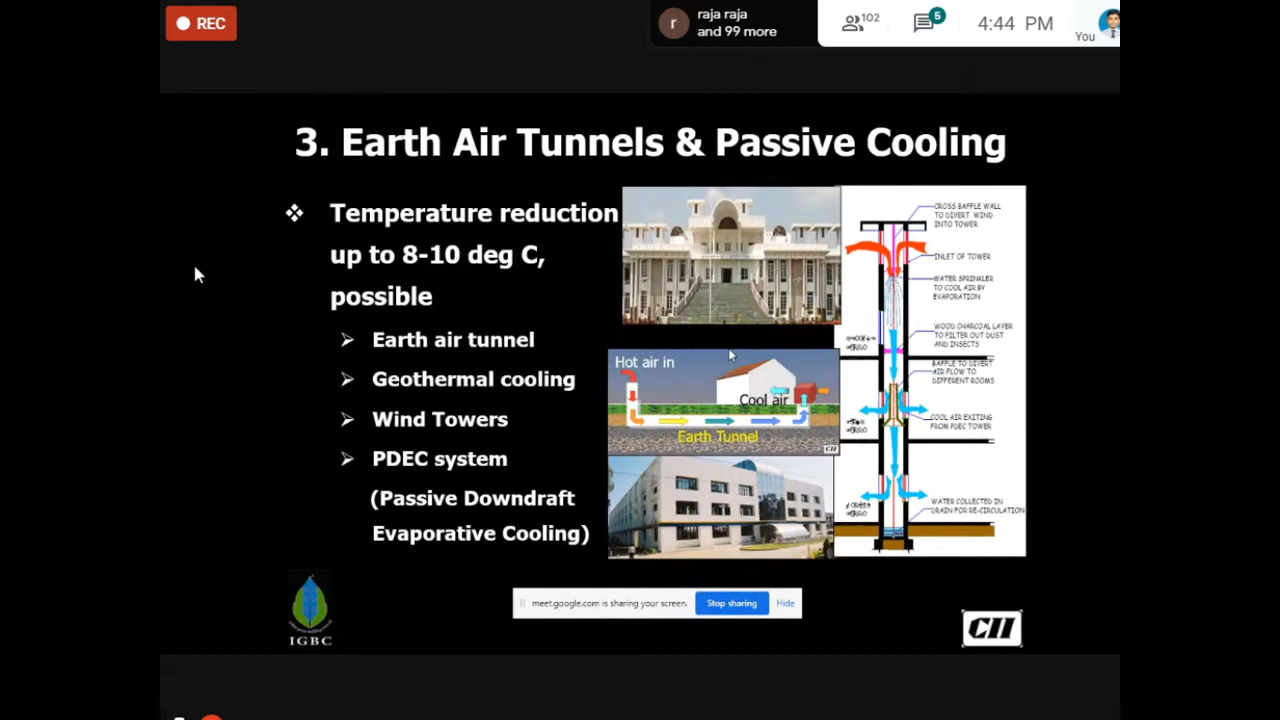 REC
r
raja raja
and 99 more
102
5
4:44 PM
You
3. Earth Air Tunnels & Passive Cooling
❖ Temperature reduction
up to 8-10 deg C,
possible
➢ Earth air tunnel
➢ Geothermal cooling
➢ Wind Towers
➢ PDEC system
(Passive Downdraft
Evaporative Cooling)
Hot air in
Cool air
Earth Tunnel
CII
CROSS BAFFLE WALL
TO DIVERT WIND
INTO TOWER
INLET OF TOWER
WATER SPRINKLER
TO COOL AIR BY
EVAPORATION
WOOD CHARCOAL LAYER
TO FILTER OUT DUST
AND INSECTS
BAFFLE TO DIVERT
AIR FLOW TO
DIFFERENT ROOMS
COOL AIR EXITING
FROM PDEC TOWER
WATER COLLECTED IN
DRAIN FOR RE-CIRCULATION
meet.google.com is sharing your screen.
Stop sharing
Hide
IGBC
CII